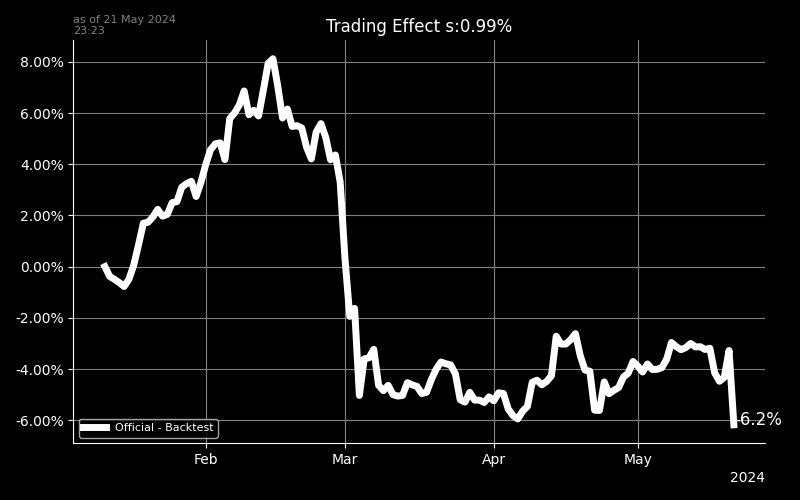 as of 21 May 2024
23:23
Trading Effect s:0.99%
8.00%
6.00%
4.00%
2.00%
0.00%
-2.00%
-4.00%
-6.00%
-6.2%
Official - Backtest
Feb
Mar
Apr
May
2024